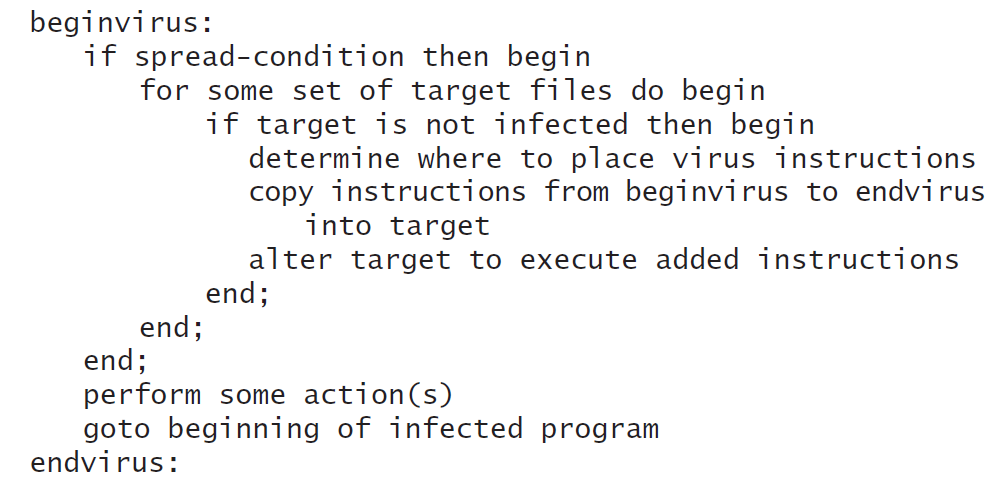 beginvirus:
if spread-condition then begin
for some set of target files do begin
if target is not infected then begin
determine where to place virus instructions
copy instructions from beginvirus to endvirus
into target
alter target to execute added instructions
end;
end;
end;
perform some action(s)
goto beginning of infected program
endvirus: